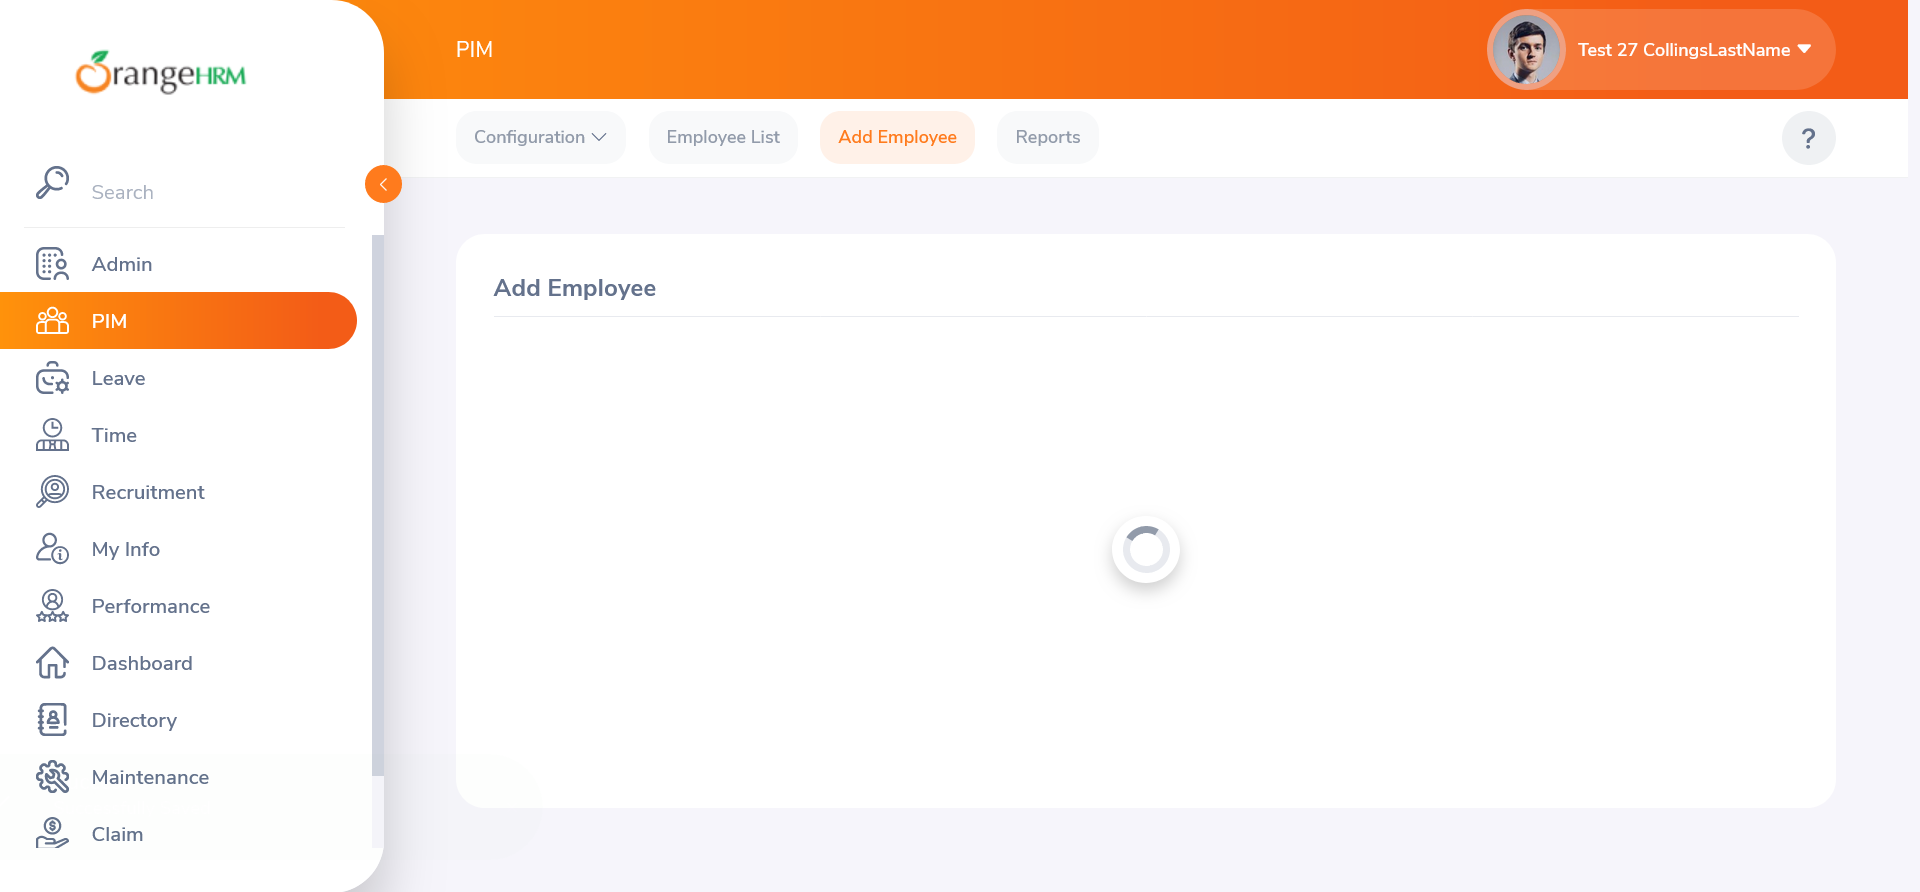 OrangeHRM
PIM
Test 27 CollingsLastName
Configuration
Employee List
Add Employee
Reports
?
Search
Admin
PIM
Leave
Time
Recruitment
My Info
Performance
Dashboard
Directory
Maintenance
Claim
Add Employee